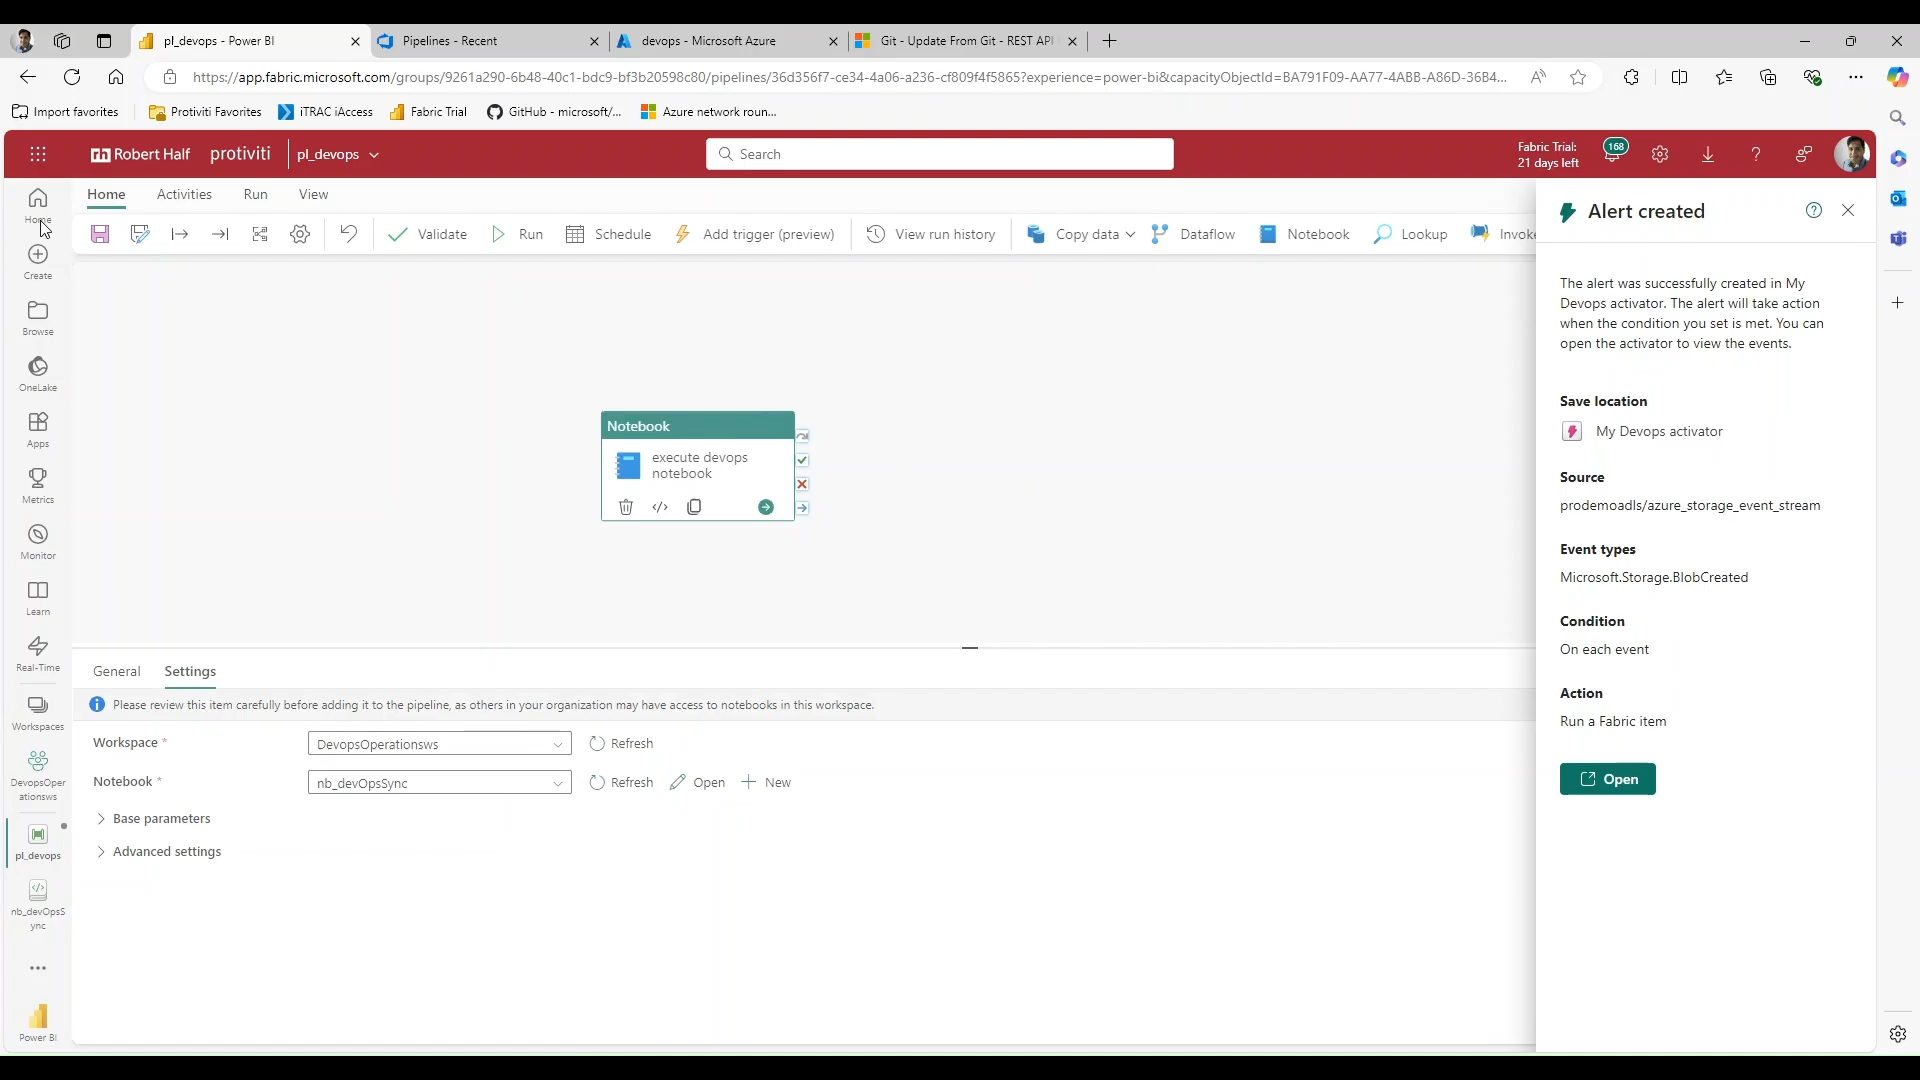 pl_devops - Power BI
Pipelines - Recent
devops - Microsoft Azure
Git - Update From Git - REST API
https://app.fabric.microsoft.com/groups/9261a290-6b48-40c1-bdc9-bf3b20598c80/pipelines/36d356f7-ce34-4a06-a236-cf809f4f5865?experience=power-bi&capacityObjectId=BA791F09-AA77-4ABB-A86D-36B4...
Import favorites
Protiviti Favorites
iTRAC iAccess
Fabric Trial
GitHub - microsoft/...
Azure network roun...
rh Robert Half
protiviti
pl_devops
Search
Fabric Trial:
21 days left
168
Home
Activities
Run
View
Validate
Run
Schedule
Add trigger (preview)
View run history
Copy data
Dataflow
Notebook
Lookup
Invoke
Home
Create
Browse
OneLake
Apps
Metrics
Monitor
Learn
Real-Time
Workspaces
DevopsOper
ationsws
pl_devops
nb_devOpsS
ync
Power BI
Notebook
execute devops
notebook
General
Settings
Please review this item carefully before adding it to the pipeline, as others in your organization may have access to notebooks in this workspace.
Workspace *
DevopsOperationsws
Refresh
Notebook *
nb_devOpsSync
Refresh
Open
New
Base parameters
Advanced settings
Alert created
The alert was successfully created in My
Devops activator. The alert will take action
when the condition you set is met. You can
open the activator to view the events.
Save location
My Devops activator
Source
prodemoadls/azure_storage_event_stream
Event types
Microsoft.Storage.BlobCreated
Condition
On each event
Action
Run a Fabric item
Open